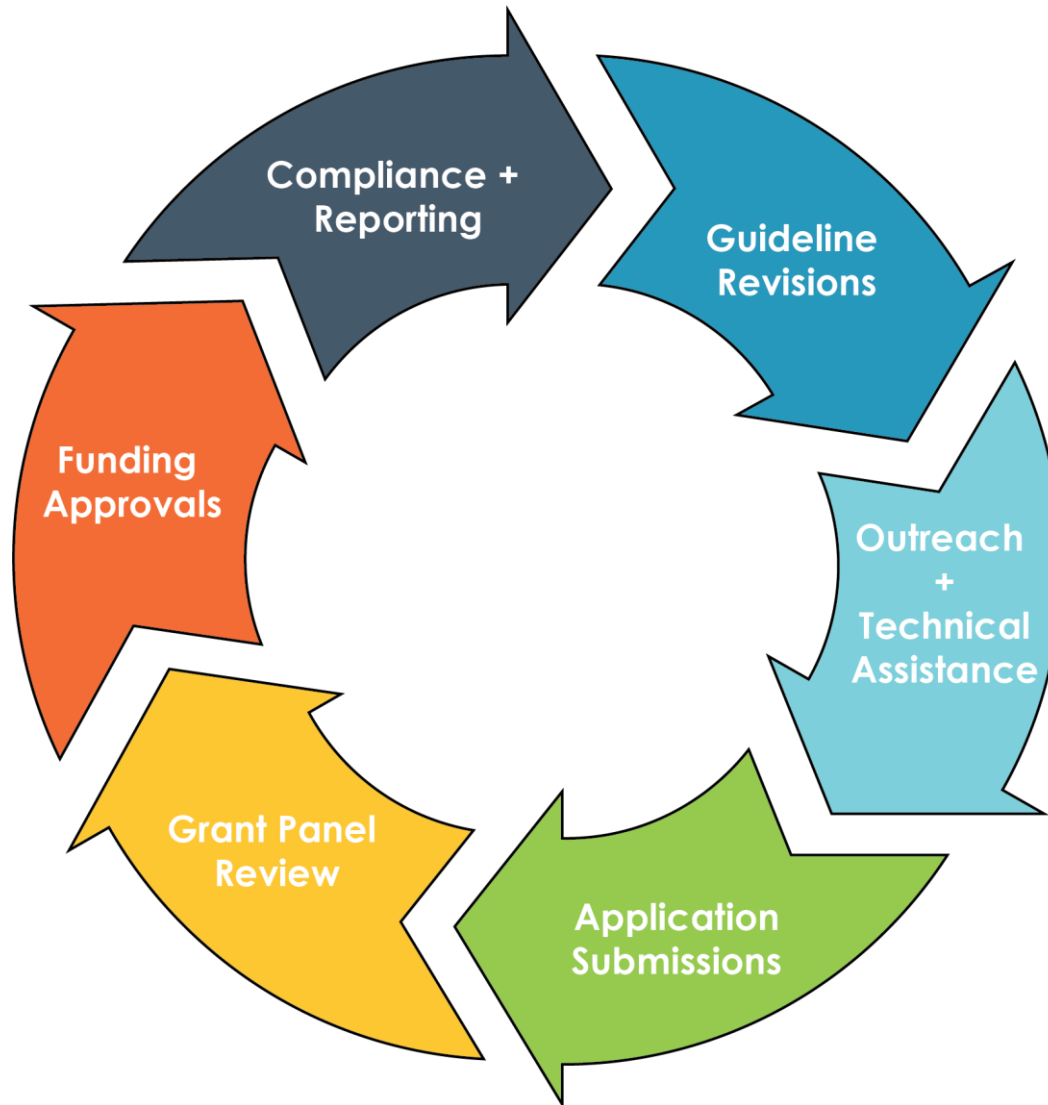 Compliance +
Reporting
Guideline
Revisions
Funding
Approvals
Outreach
+
Technical
Assistance
Grant Panel
Review
Application
Submissions